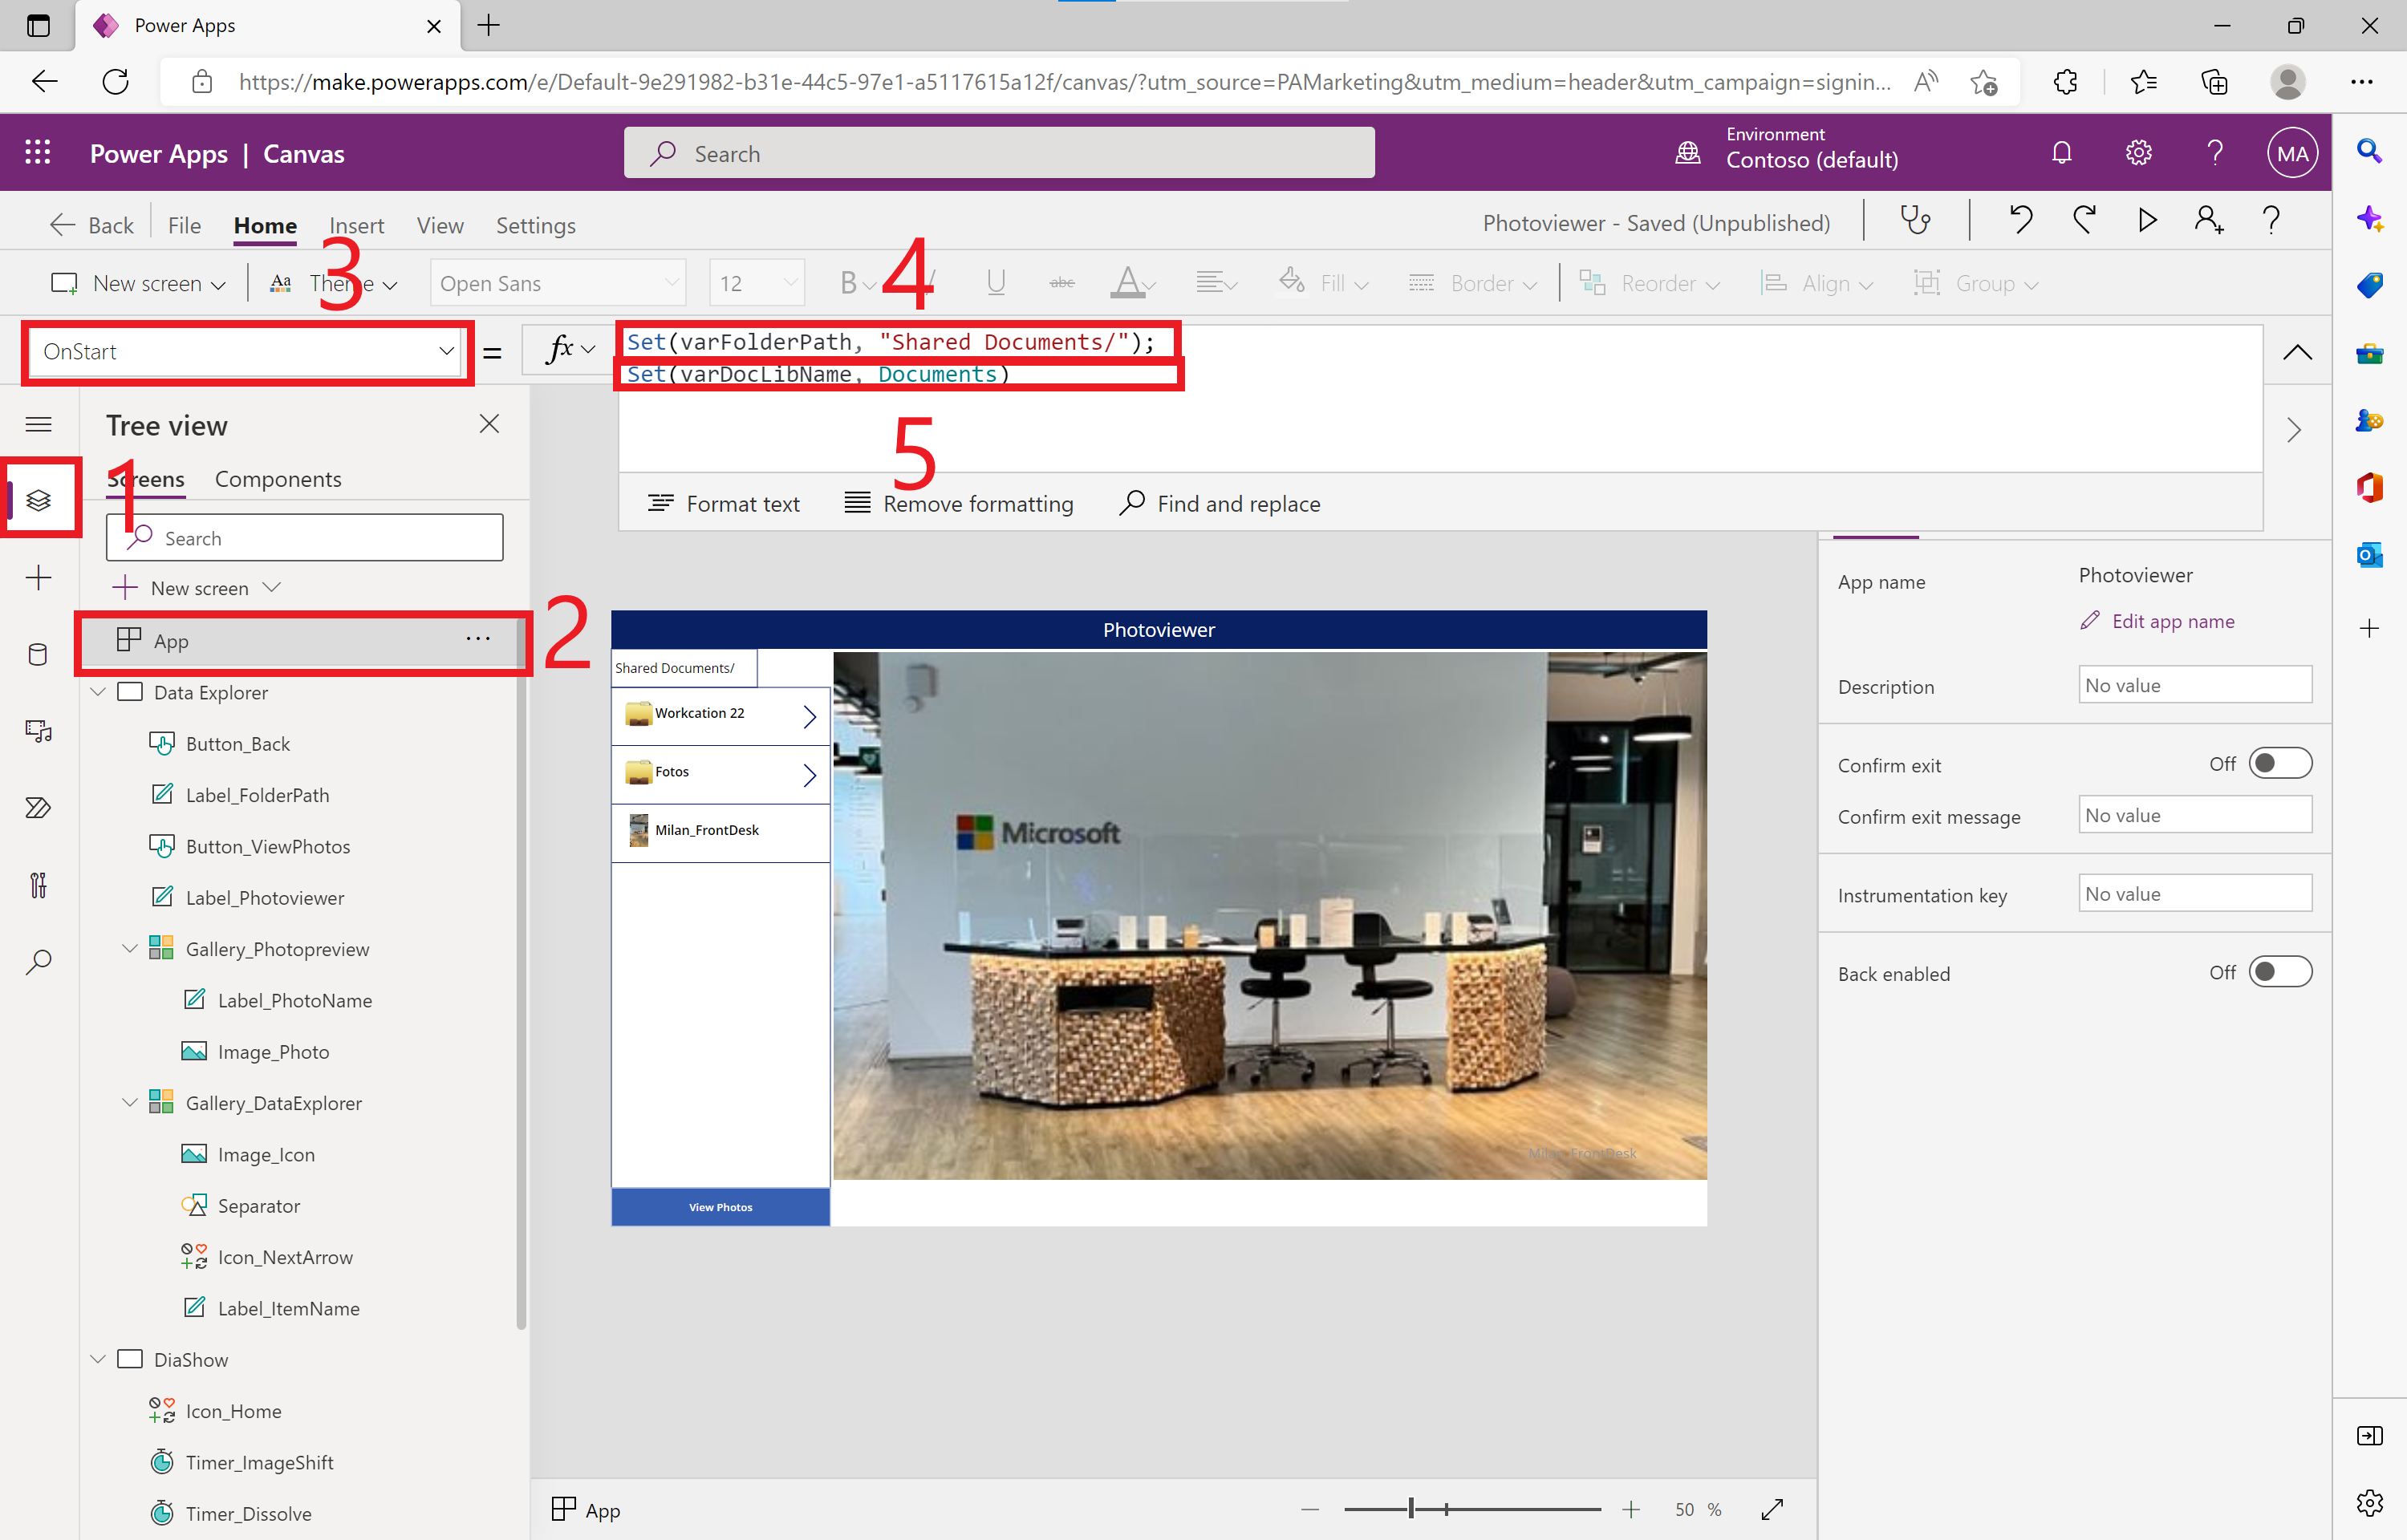 Power Apps
https://make.powerapps.com/e/Default-9e291982-b31e-44c5-97e1-a5117615a12f/canvas/?utm_source=PAMarketing&utm_medium=header&utm_campaign=signin...
Power Apps | Canvas
Search
Environment
Contoso (default)
MA
Back
File
Home
Insert
View
Settings
Photoviewer - Saved (Unpublished)
New screen
Theme
Open Sans
12
B
/
U
abc
A
Fill
Border
Reorder
Align
Group
3
4
OnStart
=
fx
Set(varFolderPath, "Shared Documents/");
Set(varDocLibName, Documents)
5
Format text
Remove formatting
Find and replace
Tree view
1
Screens
Components
Search
New screen
App
...
2
Data Explorer
Button_Back
Label_FolderPath
Button_ViewPhotos
Label_Photoviewer
Gallery_Photopreview
Label_PhotoName
Image_Photo
Gallery_DataExplorer
Image_Icon
Separator
Icon_NextArrow
Label_ItemName
DiaShow
Icon_Home
Timer_ImageShift
Timer_Dissolve
Photoviewer
Shared Documents/
Workcation 22
Fotos
Milan_FrontDesk
View Photos
Microsoft
Milan_FrontDesk
App name
Photoviewer
Edit app name
Description
No value
Confirm exit
Off
Confirm exit message
No value
Instrumentation key
No value
Back enabled
Off
App
50 %